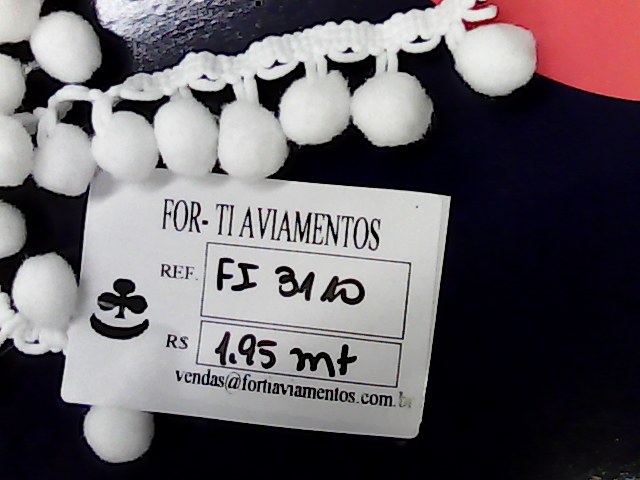 FOR- TI AVIAMENTOS
REF. FI 3110
R$ 1.95 mt
vendas@fortiaviamentos.com.br